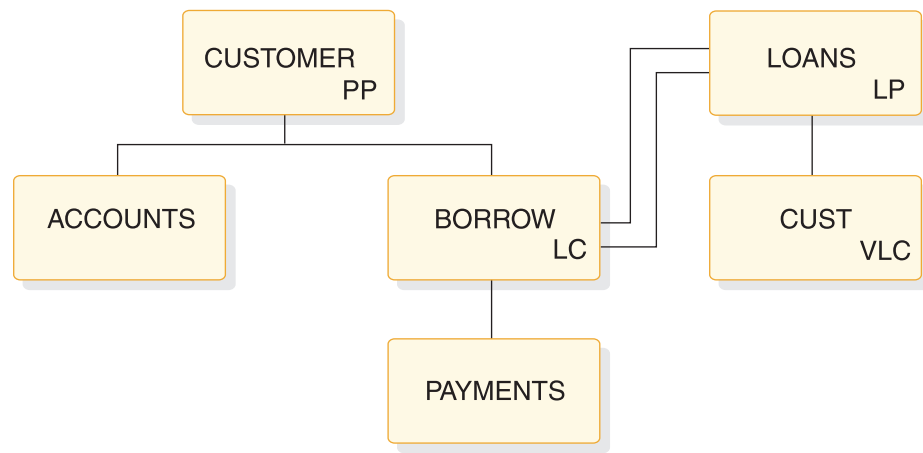 CUSTOMER
PP
LOANS
LP
ACCOUNTS
BORROW
LC
CUST
VLC
PAYMENTS